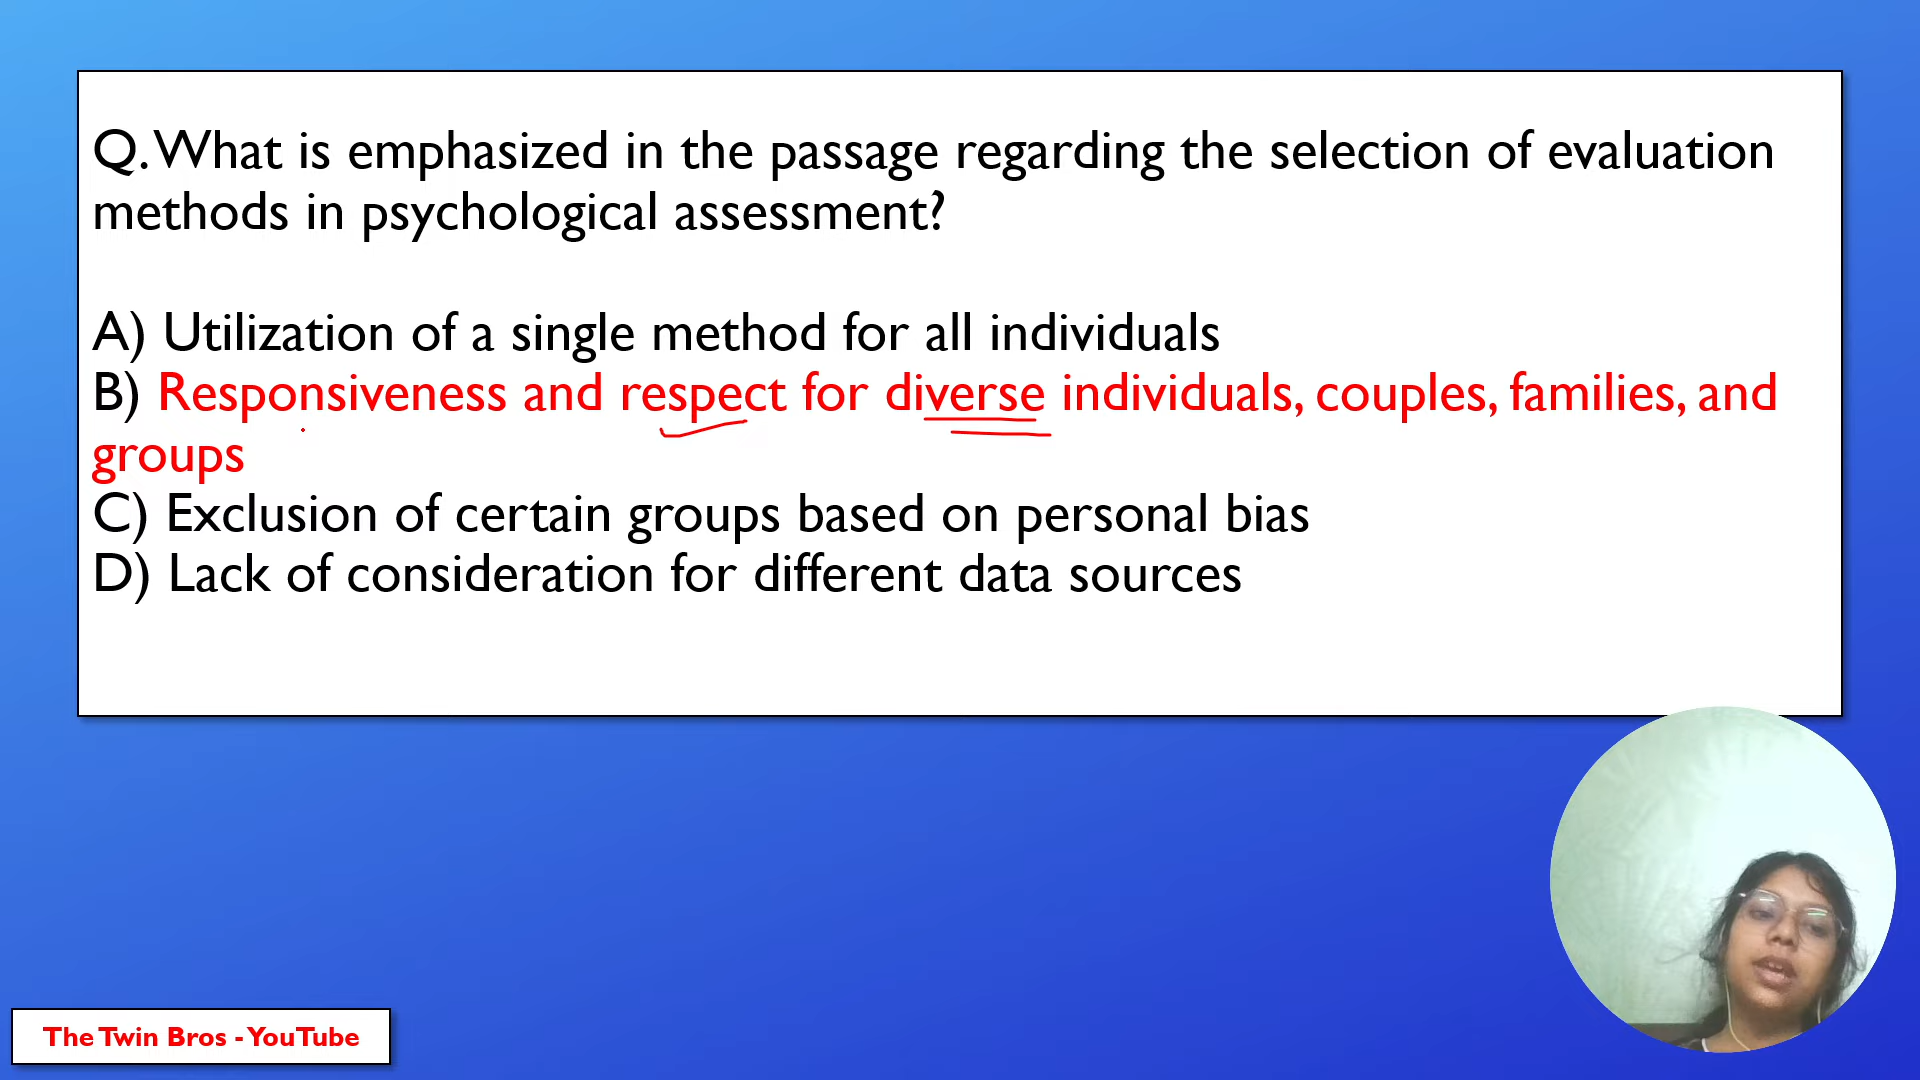 Q. What is emphasized in the passage regarding the selection of evaluation
methods in psychological assessment?
A) Utilization of a single method for all individuals
B) Responsiveness and respect for diverse individuals, couples, families, and
groups
C) Exclusion of certain groups based on personal bias
D) Lack of consideration for different data sources
The Twin Bros - YouTube